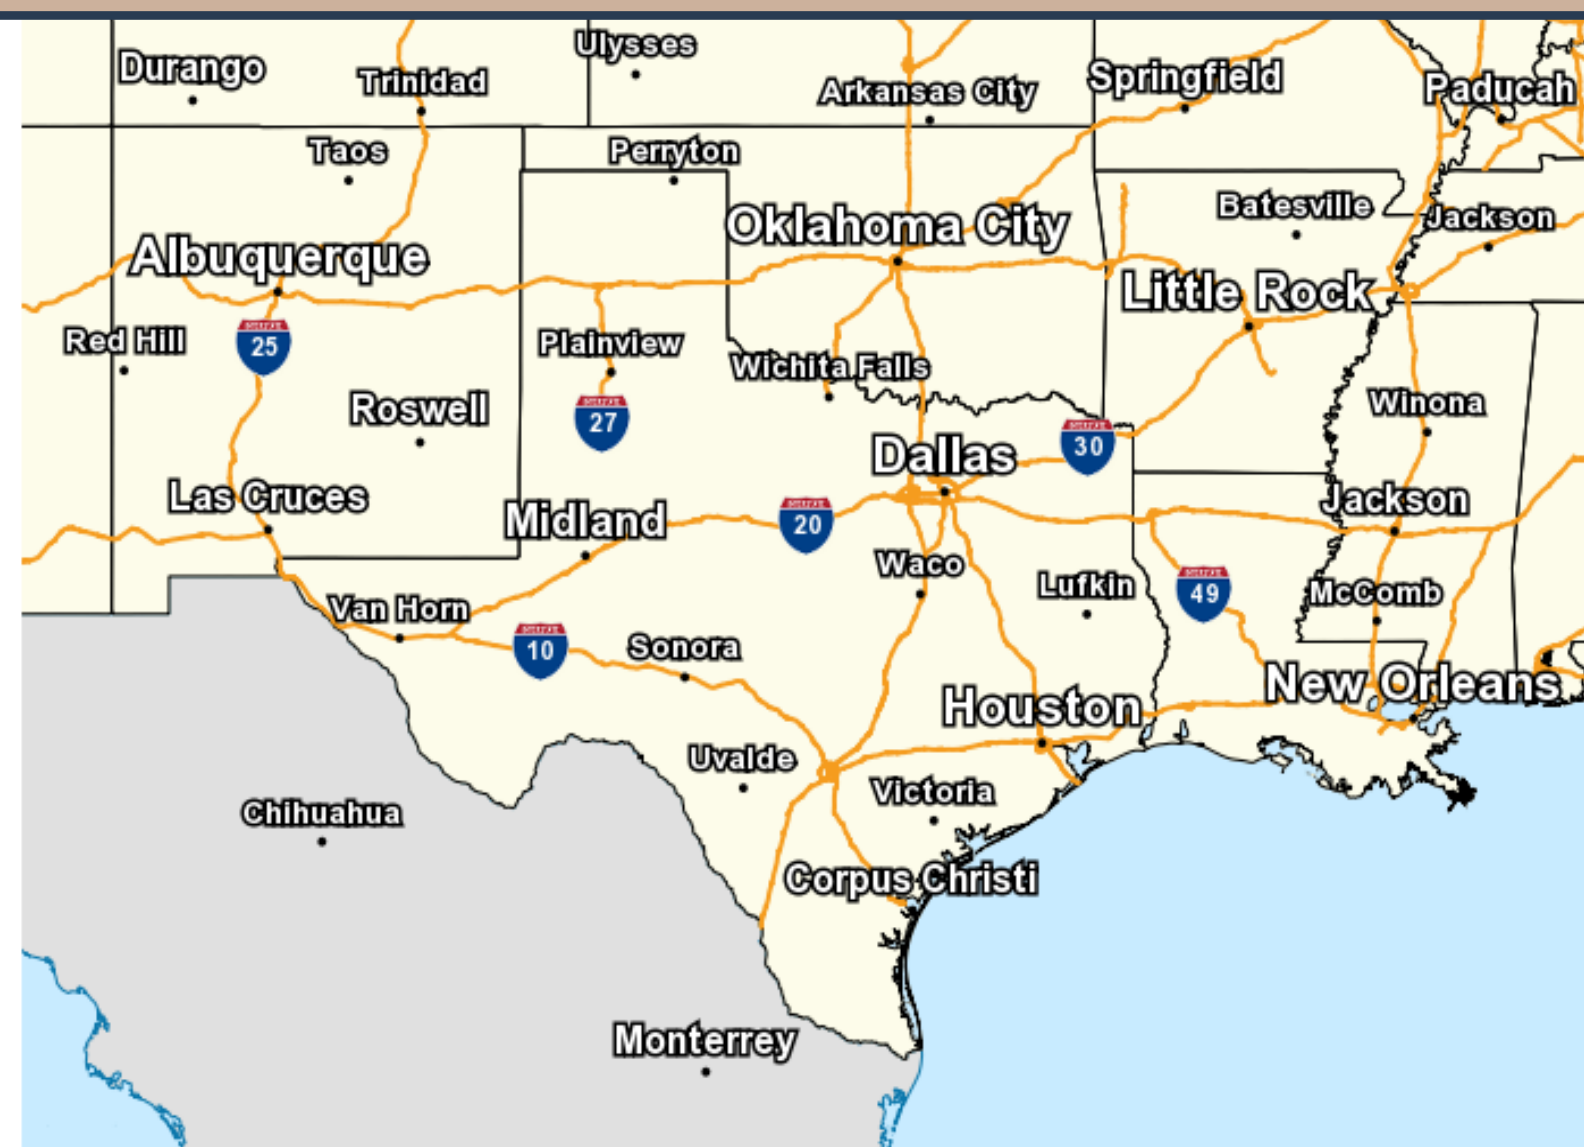 Ulysses
Durango
Trinidad
Arkansas City
Springfield
Paducah
Taos
Perryton
Batesville
Jackson
Oklahoma City
Albuquerque
Little Rock
Red Hill
25
Plainview
Wichita Falls
Roswell
27
Winona
30
Dallas
Las Cruces
Midland
20
Jackson
Waco
Lufkin
49
McComb
Van Horn
10
Sonora
New Orleans
Houston
Uvalde
Victoria
Chihuahua
Corpus Christi
Monterrey